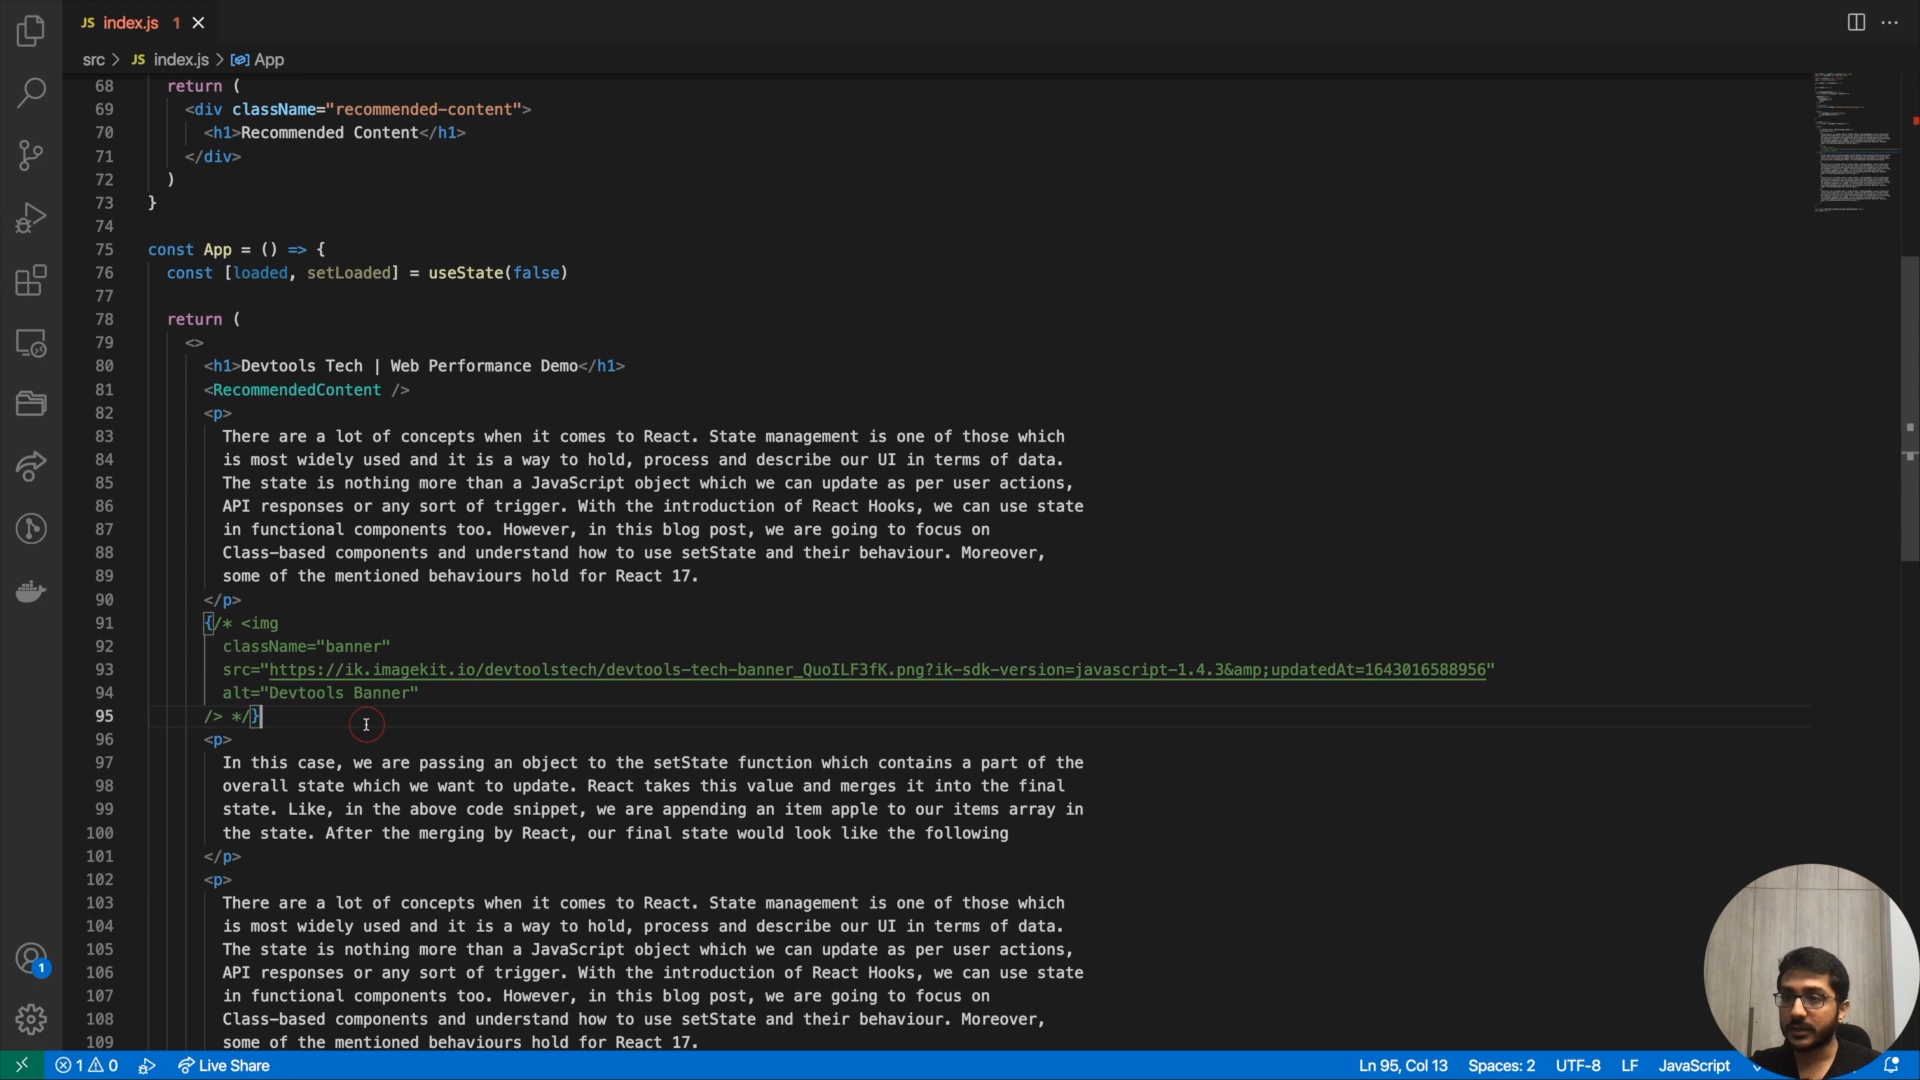 JS index.js 1
src > JS index.js > App
68 return (
69 <div className="recommended-content">
70 <h1>Recommended Content</h1>
71 </div>
72 )
73 }
74
75 const App = () => {
76 const [loaded, setLoaded] = useState(false)
77
78 return (
79 <>
80 <h1>Devtools Tech | Web Performance Demo</h1>
81 <RecommendedContent />
82 <p>
83 There are a lot of concepts when it comes to React. State management is one of those which
84 is most widely used and it is a way to hold, process and describe our UI in terms of data.
85 The state is nothing more than a JavaScript object which we can update as per user actions,
86 API responses or any sort of trigger. With the introduction of React Hooks, we can use state
87 in functional components too. However, in this blog post, we are going to focus on
88 Class-based components and understand how to use setState and their behaviour. Moreover,
89 some of the mentioned behaviours hold for React 17.
90 </p>
91 {/* <img
92 className="banner"
93 src="https://ik.imagekit.io/devtoolstech/devtools-tech-banner_QuoILF3fK.png?ik-sdk-version=javascript-1.4.3&amp;updatedAt=1643016588956"
94 alt="Devtools Banner"
95 /> */}
96 <p>
97 In this case, we are passing an object to the setState function which contains a part of the
98 overall state which we want to update. React takes this value and merges it into the final
99 state. Like, in the above code snippet, we are appending an item apple to our items array in
100 the state. After the merging by React, our final state would look like the following
101 </p>
102 <p>
103 There are a lot of concepts when it comes to React. State management is one of those which
104 is most widely used and it is a way to hold, process and describe our UI in terms of data.
105 The state is nothing more than a JavaScript object which we can update as per user actions,
106 API responses or any sort of trigger. With the introduction of React Hooks, we can use state
107 in functional components too. However, in this blog post, we are going to focus on
108 Class-based components and understand how to use setState and their behaviour. Moreover,
109 some of the mentioned behaviours hold for React 17.
1
1 0 Live Share Ln 95, Col 13 Spaces: 2 UTF-8 LF JavaScript